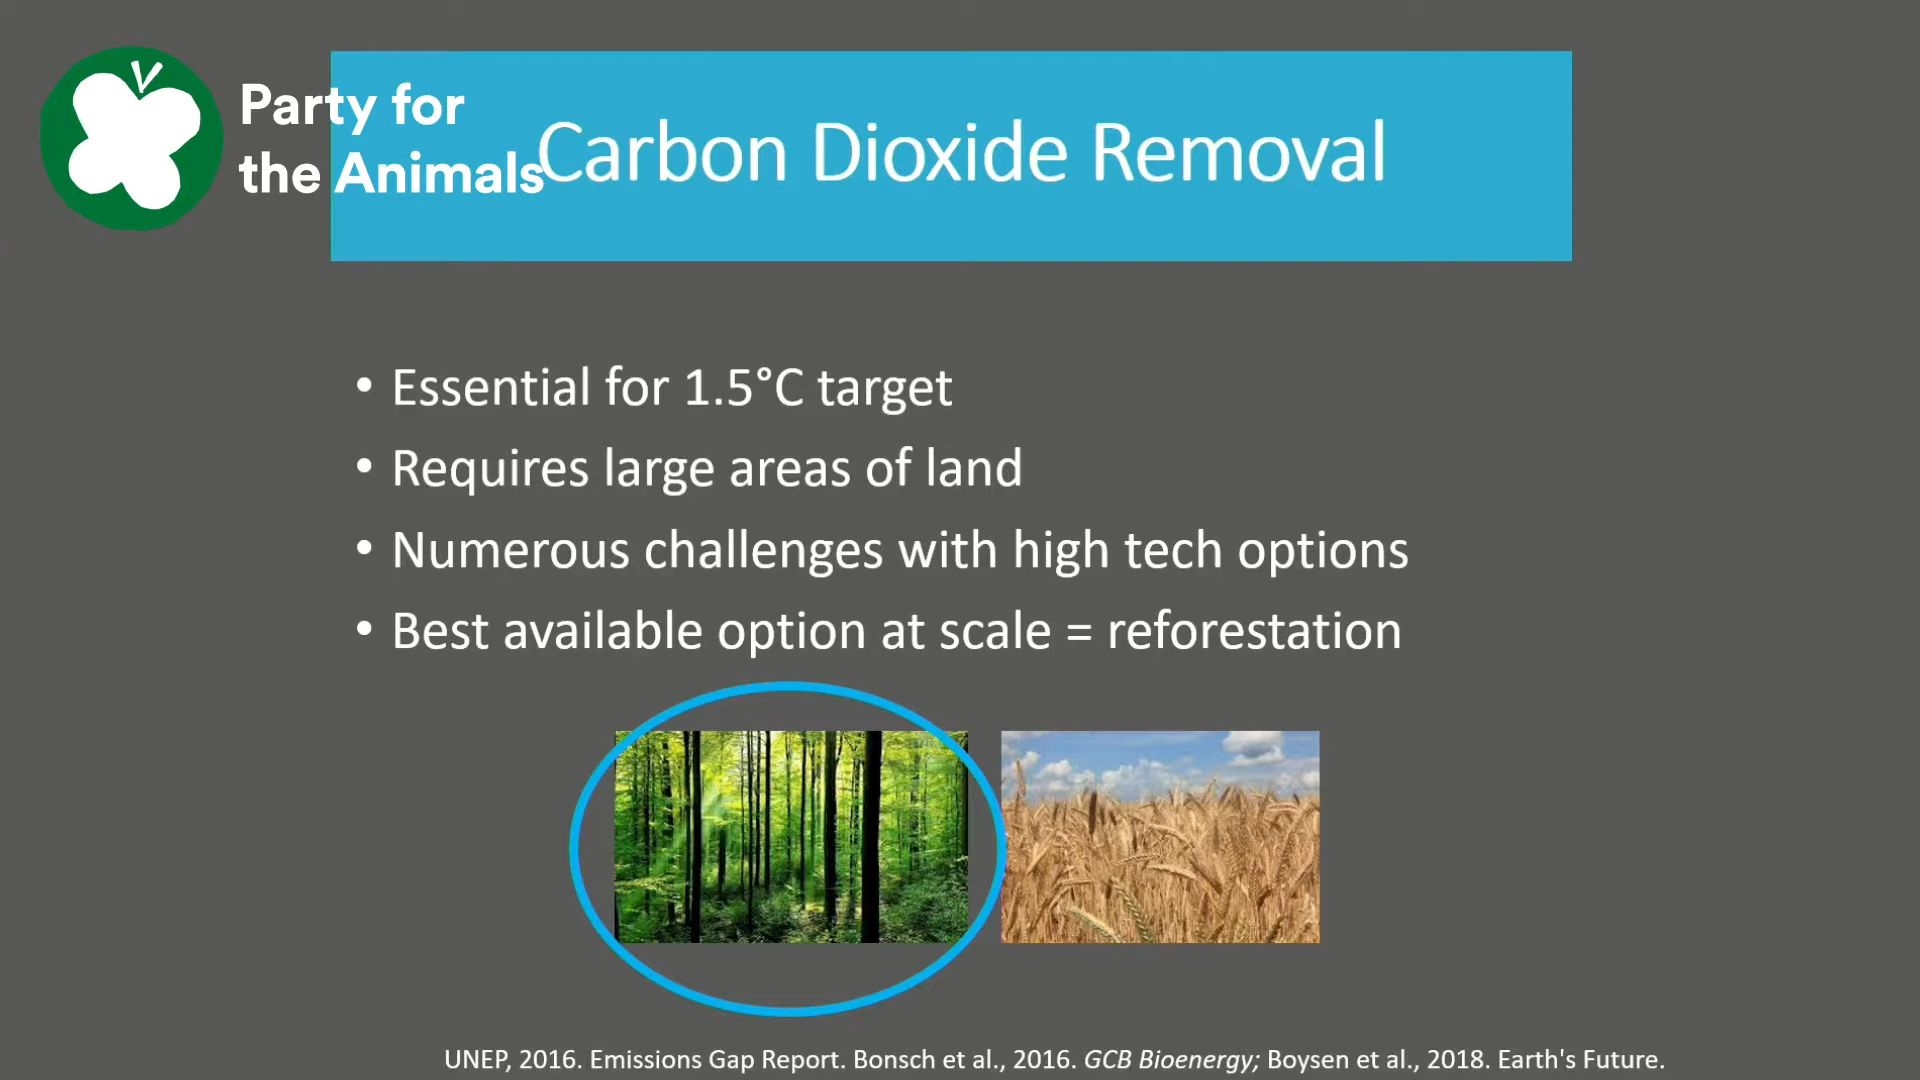 Party for
the Animals
Carbon Dioxide Removal
• Essential for 1.5°C target
• Requires large areas of land
• Numerous challenges with high tech options
• Best available option at scale = reforestation
UNEP, 2016. Emissions Gap Report. Bonsch et al., 2016. GCB Bioenergy; Boysen et al., 2018. Earth's Future.